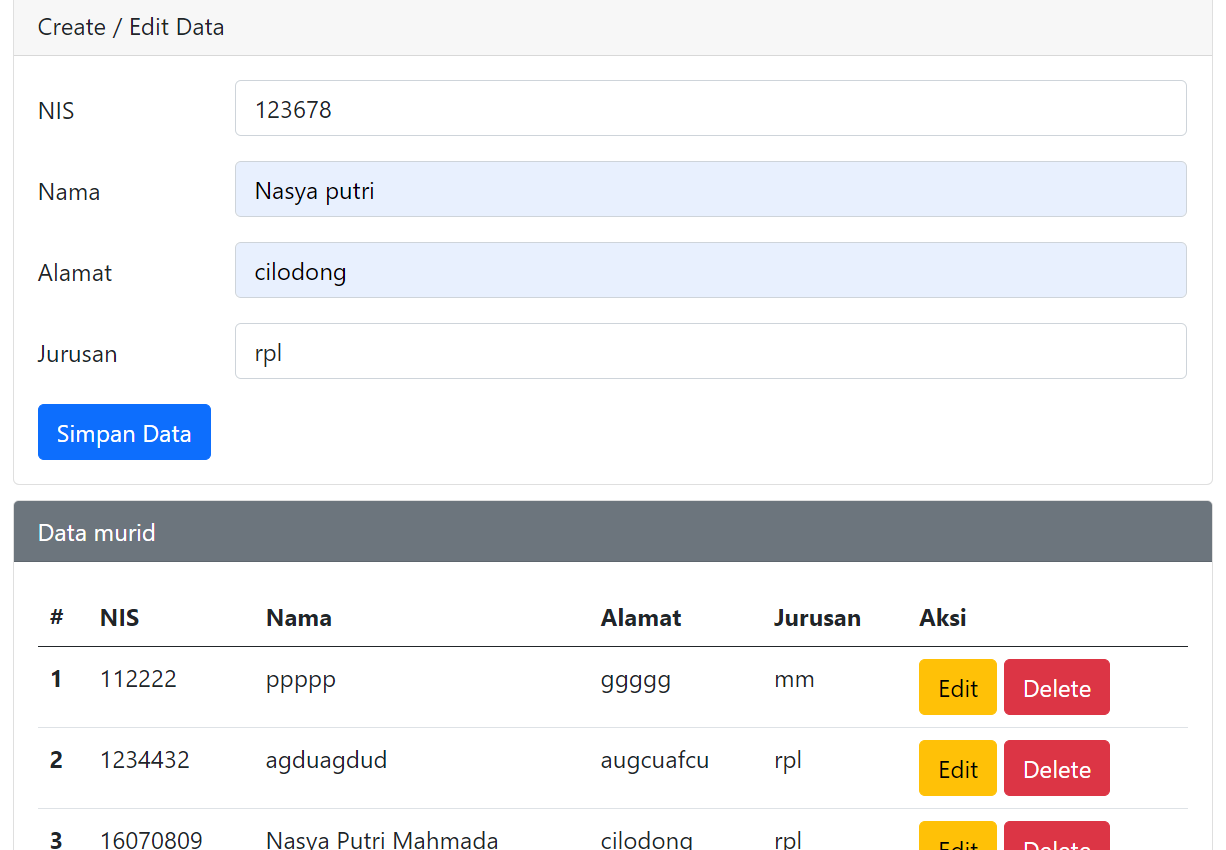 Create / Edit Data
NIS 123678
Nama Nasya putri
Alamat cilodong
Jurusan rpl
Simpan Data
Data murid
# NIS Nama Alamat Jurusan Aksi
1 112222 ppppp ggggg mm Edit Delete
2 1234432 agduagdud augcuafcu rpl Edit Delete
3 16070809 Nasya Putri Mahmada cilodong rpl Edit Delete